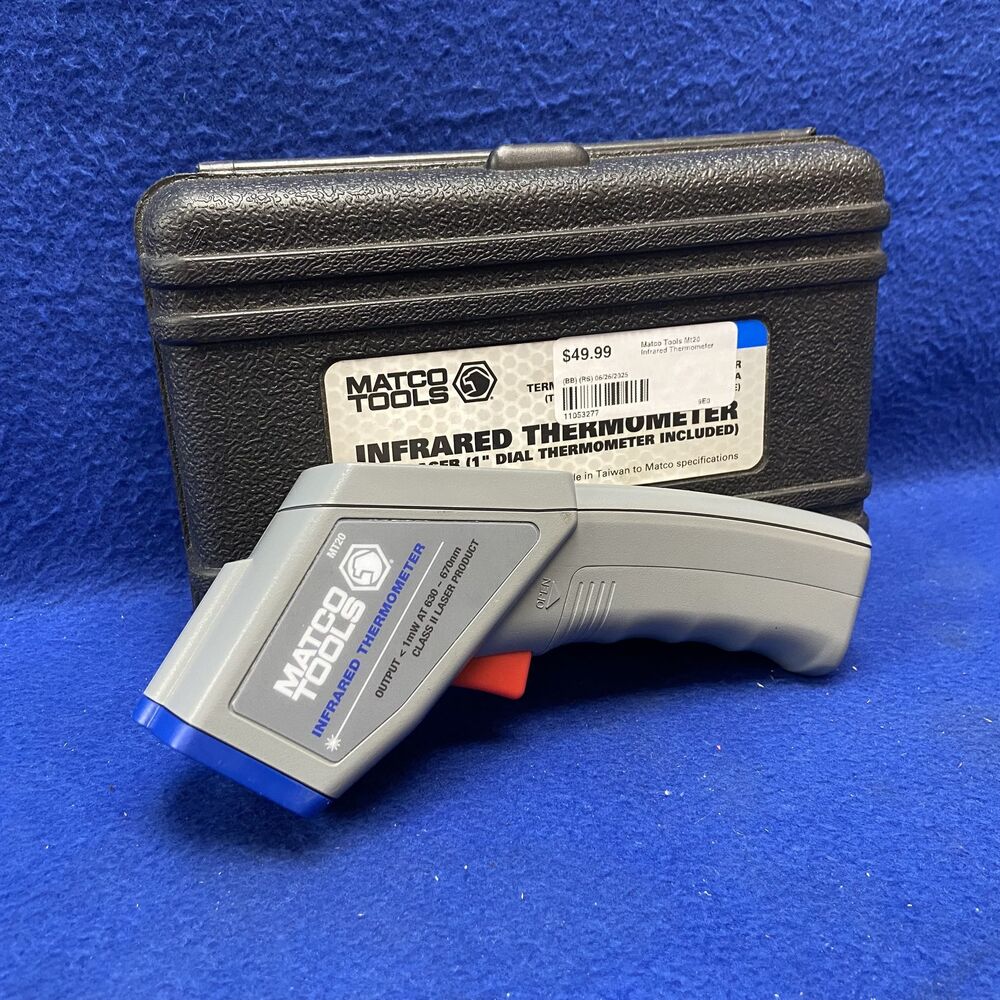 $49.99
Matco Tools Mt20
Infrared Thermometer
(BB) (RS) 06/26/2025
11053277
9E0
MATCO
TOOLS
R
TERM
A
(T
E)
INFRARED THERMOMETER
(1" DIAL THERMOMETER INCLUDED)
in Taiwan to Matco specifications
MT20
MATCO
TOOLS
INFRARED THERMOMETER
OUTPUT < 1mW AT 630 ~ 670nm
CLASS II LASER PRODUCT
OPEN